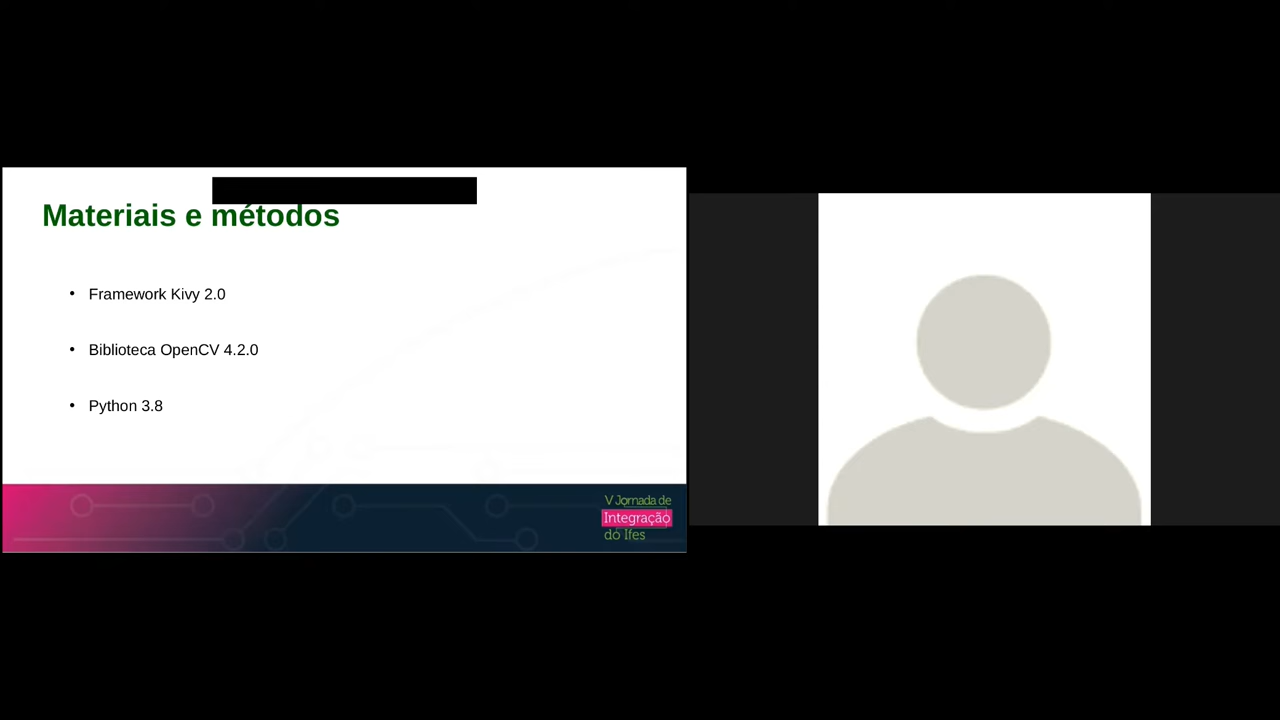 Materiais e métodos
• Framework Kivy 2.0
• Biblioteca OpenCV 4.2.0
• Python 3.8
V Jornada de
Integração
do Ifes